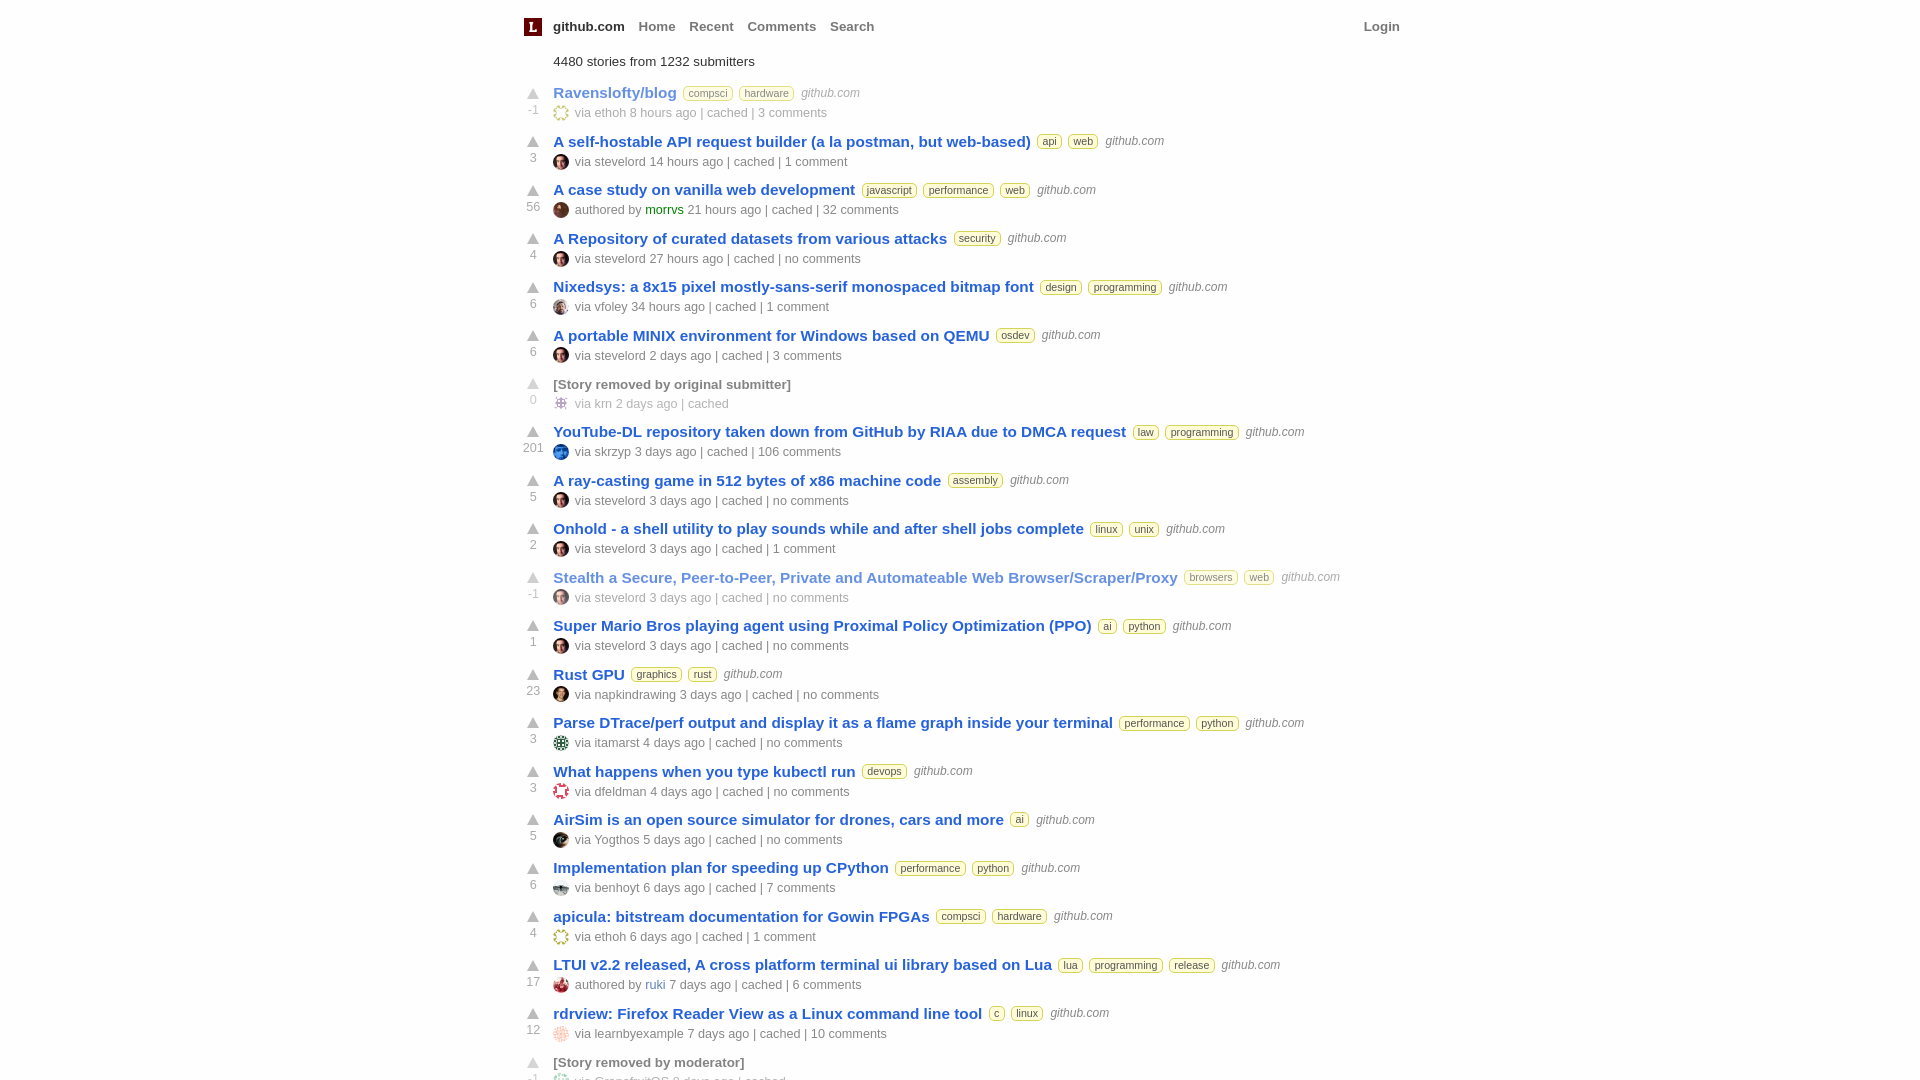 L github.com Home Recent Comments Search Login
4480 stories from 1232 submitters
Ravenslofty/blog compsci hardware github.com
-1 via ethoh 8 hours ago | cached | 3 comments
A self-hostable API request builder (a la postman, but web-based) api web github.com
3 via stevelord 14 hours ago | cached | 1 comment
A case study on vanilla web development javascript performance web github.com
56 authored by morrvs 21 hours ago | cached | 32 comments
A Repository of curated datasets from various attacks security github.com
4 via stevelord 27 hours ago | cached | no comments
Nixedsys: a 8x15 pixel mostly-sans-serif monospaced bitmap font design programming github.com
6 via vfoley 34 hours ago | cached | 1 comment
A portable MINIX environment for Windows based on QEMU osdev github.com
6 via stevelord 2 days ago | cached | 3 comments
[Story removed by original submitter]
0 via krn 2 days ago | cached
YouTube-DL repository taken down from GitHub by RIAA due to DMCA request law programming github.com
201 via skrzyp 3 days ago | cached | 106 comments
A ray-casting game in 512 bytes of x86 machine code assembly github.com
5 via stevelord 3 days ago | cached | no comments
Onhold - a shell utility to play sounds while and after shell jobs complete linux unix github.com
2 via stevelord 3 days ago | cached | 1 comment
Stealth a Secure, Peer-to-Peer, Private and Automateable Web Browser/Scraper/Proxy browsers web github.com
-1 via stevelord 3 days ago | cached | no comments
Super Mario Bros playing agent using Proximal Policy Optimization (PPO) ai python github.com
1 via stevelord 3 days ago | cached | no comments
Rust GPU graphics rust github.com
23 via napkindrawing 3 days ago | cached | no comments
Parse DTrace/perf output and display it as a flame graph inside your terminal performance python github.com
3 via itamarst 4 days ago | cached | no comments
What happens when you type kubectl run devops github.com
3 via dfeldman 4 days ago | cached | no comments
AirSim is an open source simulator for drones, cars and more ai github.com
5 via Yogthos 5 days ago | cached | no comments
Implementation plan for speeding up CPython performance python github.com
6 via benhoyt 6 days ago | cached | 7 comments
apicula: bitstream documentation for Gowin FPGAs compsci hardware github.com
4 via ethoh 6 days ago | cached | 1 comment
LTUI v2.2 released, A cross platform terminal ui library based on Lua lua programming release github.com
17 authored by ruki 7 days ago | cached | 6 comments
rdrview: Firefox Reader View as a Linux command line tool c linux github.com
12 via learnbyexample 7 days ago | cached | 10 comments
[Story removed by moderator]
-1 via GrapefruitOS 8 days ago | cached